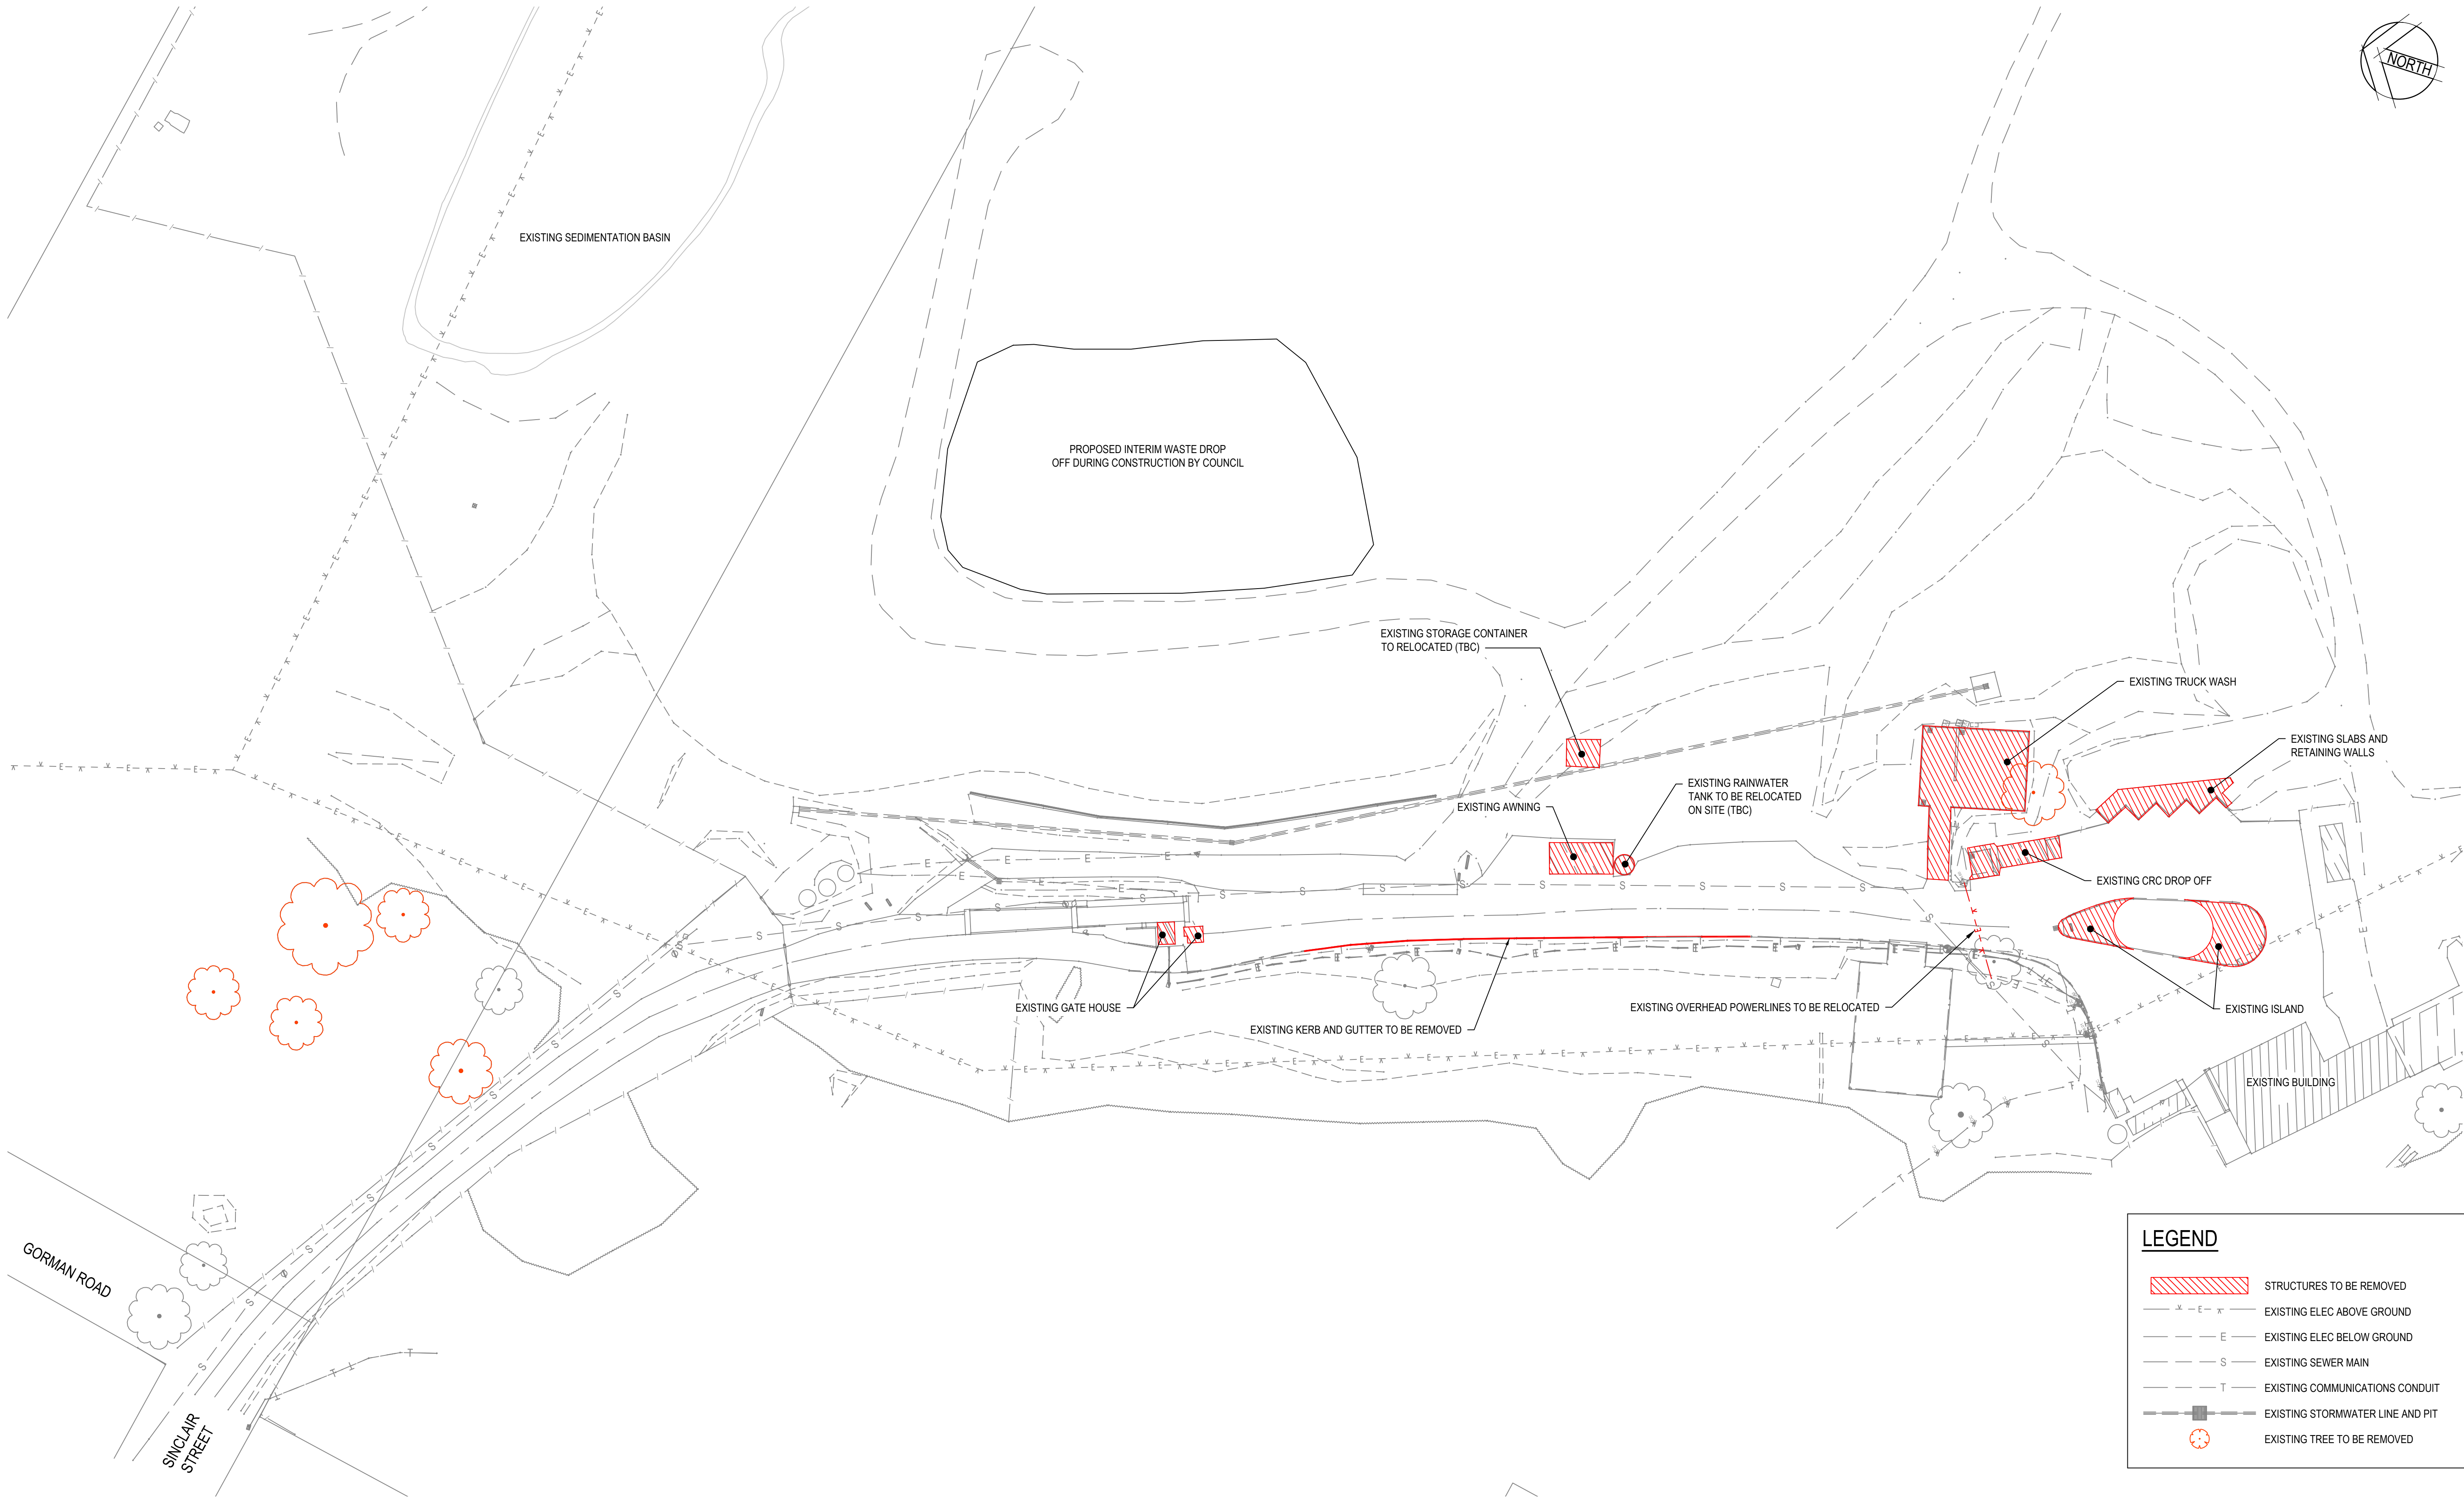 NORTH
EXISTING SEDIMENTATION BASIN
PROPOSED INTERIM WASTE DROP
OFF DURING CONSTRUCTION BY COUNCIL
EXISTING STORAGE CONTAINER
TO RELOCATED (TBC)
EXISTING TRUCK WASH
EXISTING SLABS AND
RETAINING WALLS
EXISTING RAINWATER
TANK TO BE RELOCATED
ON SITE (TBC)
EXISTING AWNING
EXISTING CRC DROP OFF
EXISTING GATE HOUSE
EXISTING KERB AND GUTTER TO BE REMOVED
EXISTING OVERHEAD POWERLINES TO BE RELOCATED
EXISTING ISLAND
EXISTING BUILDING
GORMAN ROAD
SINCLAIR
STREET
LEGEND
STRUCTURES TO BE REMOVED
E EXISTING ELEC ABOVE GROUND
E EXISTING ELEC BELOW GROUND
S EXISTING SEWER MAIN
T EXISTING COMMUNICATIONS CONDUIT
EXISTING STORMWATER LINE AND PIT
EXISTING TREE TO BE REMOVED